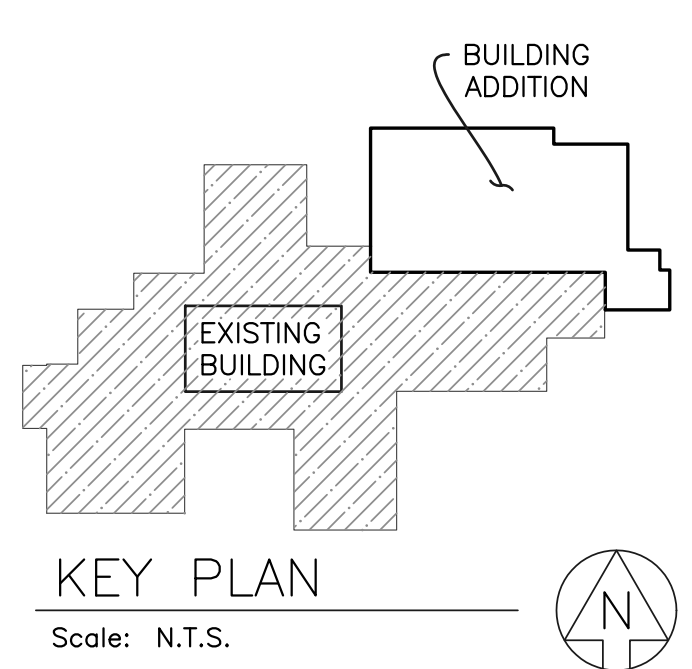 BUILDING
ADDITION
EXISTING
BUILDING
KEY PLAN
Scale: N.T.S.
N